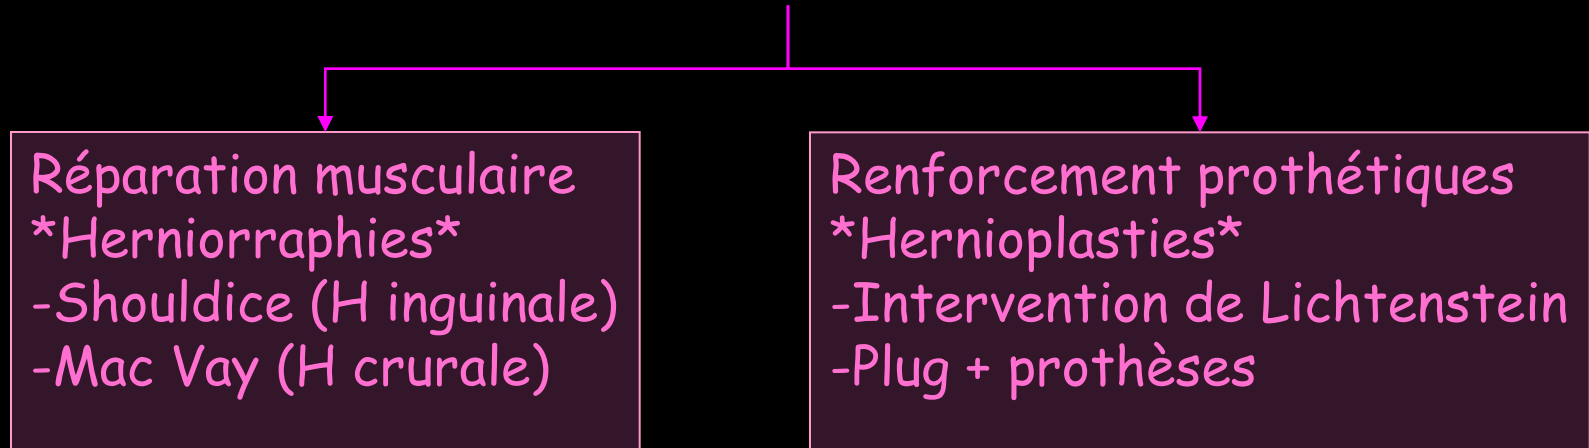 Réparation musculaire
*Herniorraphies*
-Shouldice (H inguinale)
-Mac Vay (H crurale)
Renforcement prothétiques
*Hernioplasties*
-Intervention de Lichtenstein
-Plug + prothèses